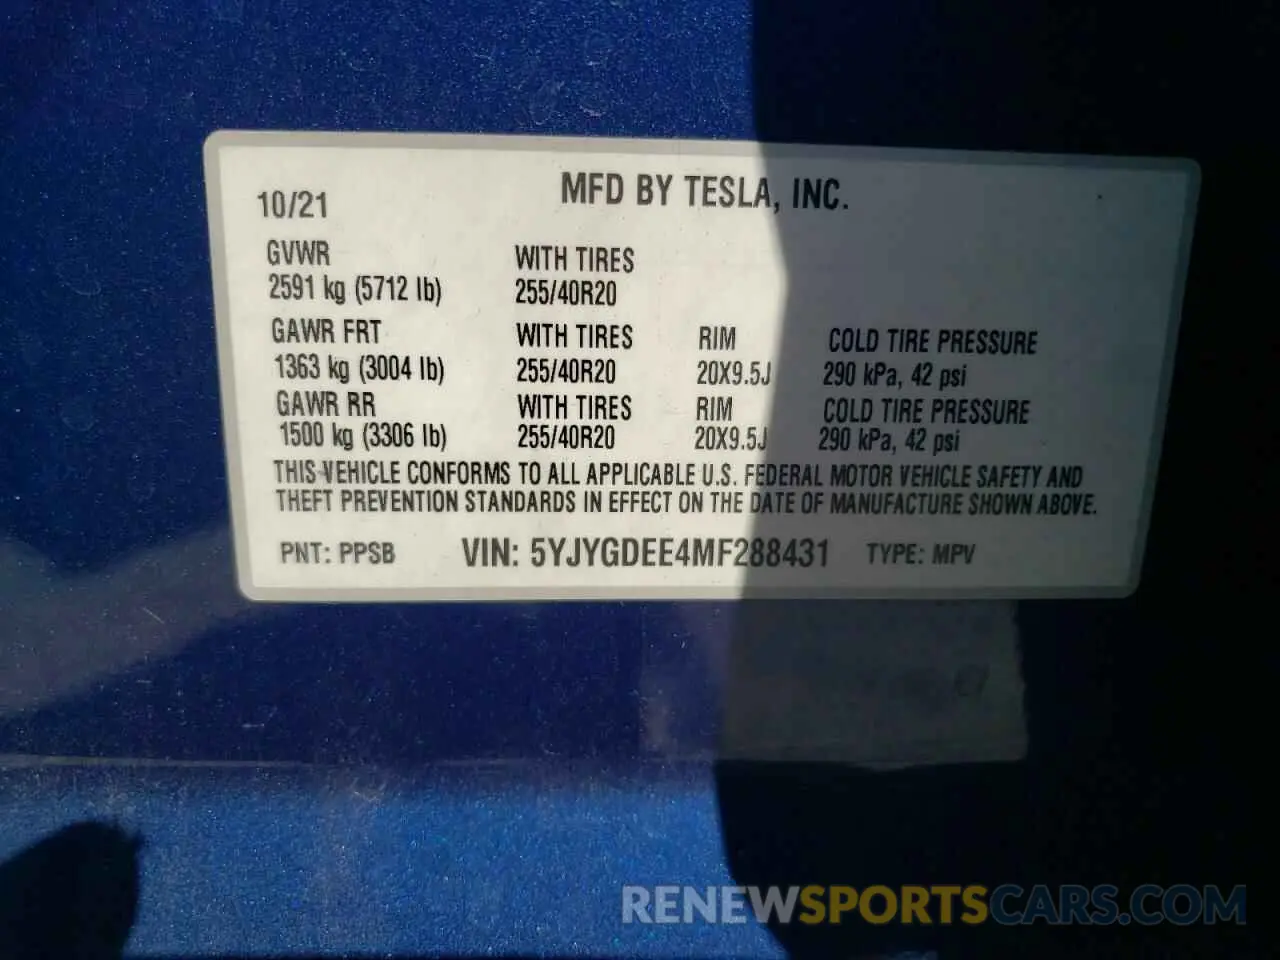 MFD BY TESLA, INC.
10/21
GVWR WITH TIRES
2591 kg (5712 lb) 255/40R20
GAWR FRT WITH TIRES RIM COLD TIRE PRESSURE
1363 kg (3004 lb) 255/40R20 20X9.5J 290 kPa, 42 psi
GAWR RR WITH TIRES RIM COLD TIRE PRESSURE
1500 kg (3306 lb) 255/40R20 20X9.5J 290 kPa, 42 psi
THIS VEHICLE CONFORMS TO ALL APPLICABLE U.S. FEDERAL MOTOR VEHICLE SAFETY AND
THEFT PREVENTION STANDARDS IN EFFECT ON THE DATE OF MANUFACTURE SHOWN ABOVE.
PNT: PPSB VIN: 5YJYGDEE4MF288431 TYPE: MPV
RENEWSPORTSCARS.COM